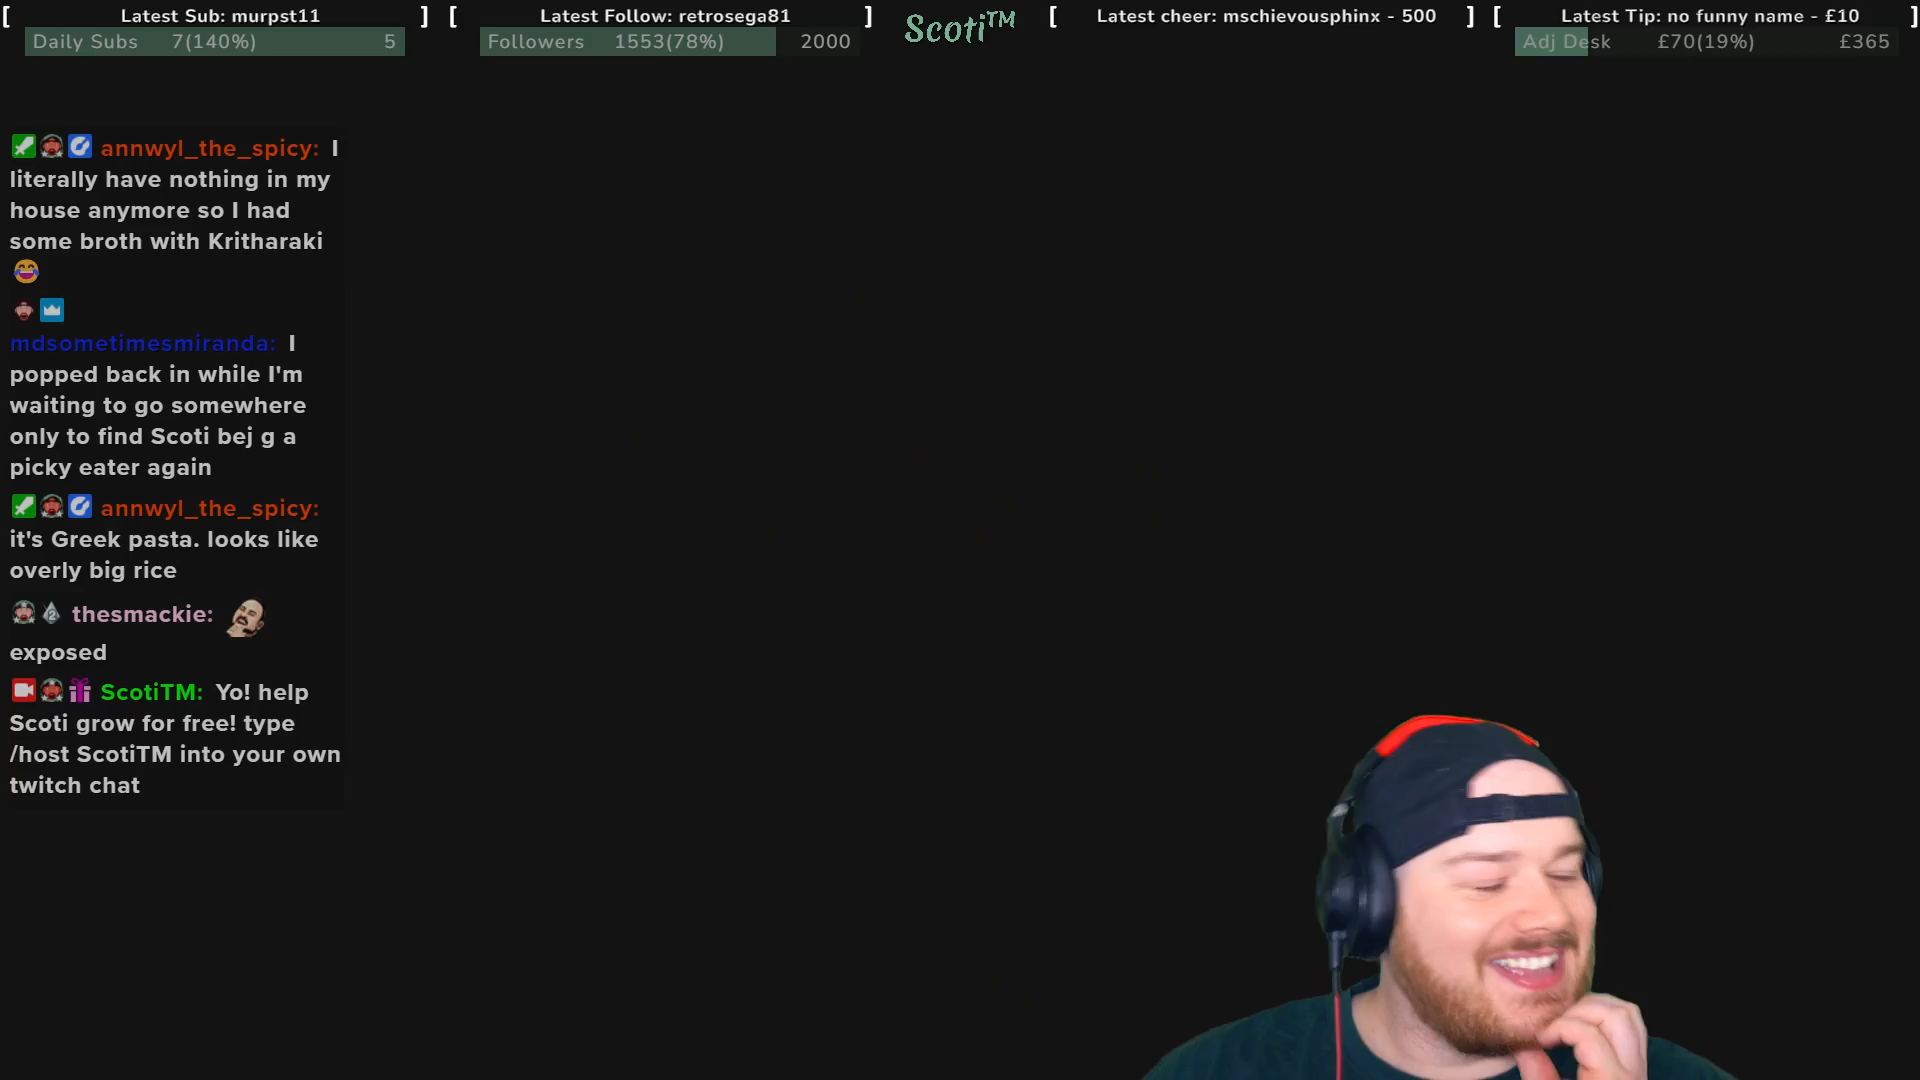 [ Latest Sub: murpst11 ] [ Latest Follow: retrosega81 ] Scoti™ [ Latest cheer: mschievousphinx - 500 ] [ Latest Tip: no funny name - £10 ]
Daily Subs 7(140%) 5 Followers 1553(78%) 2000 Adj Desk £70(19%) £365
annwyl_the_spicy: I
literally have nothing in my
house anymore so I had
some broth with Kritharaki
mdsometimesmiranda: I
popped back in while I'm
waiting to go somewhere
only to find Scoti bej g a
picky eater again
annwyl_the_spicy:
it's Greek pasta. looks like
overly big rice
2 thesmackie:
exposed
ScotiTM: Yo! help
Scoti grow for free! type
/host ScotiTM into your own
twitch chat